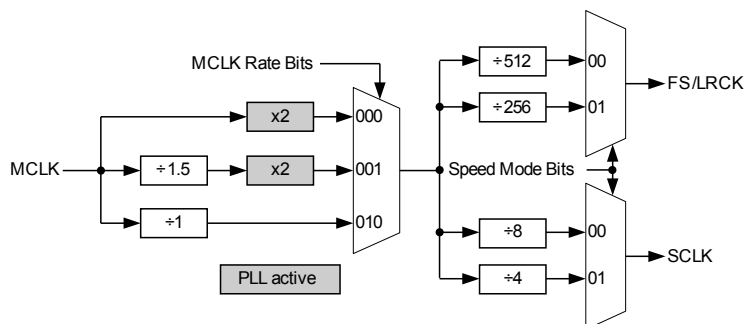 MCLK Rate Bits
÷512
00
FS/LRCK
x2
000
÷256
01
MCLK
÷1.5
x2
001
Speed Mode Bits
÷1
010
÷8
00
SCLK
PLL active
÷4
01